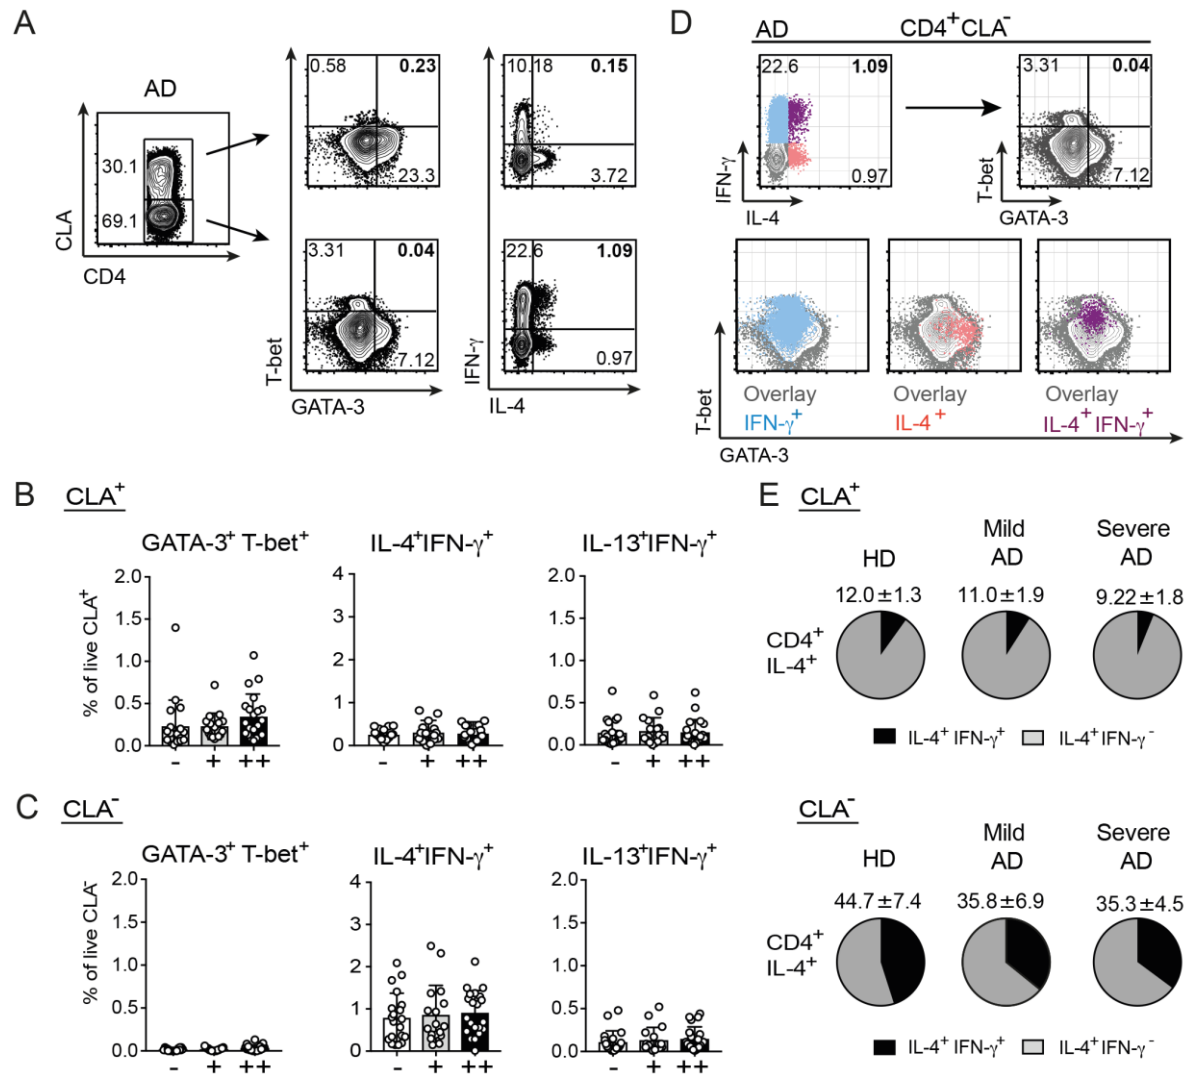 A
AD
30.1
69.1
CLA
CD4
0.58
0.23
23.3
10.18
0.15
3.72
3.31
0.04
7.12
22.6
1.09
0.97
T-bet
GATA-3
IFN-γ
IL-4
D
AD
CD4⁺CLA⁻
22.6
1.09
0.97
IFN-γ
IL-4
3.31
0.04
7.12
T-bet
GATA-3
Overlay
IFN-γ⁺
Overlay
IL-4⁺
Overlay
IL-4⁺IFN-γ⁺
T-bet
GATA-3
B
CLA⁺
GATA-3⁺ T-bet⁺
IL-4⁺IFN-γ⁺
IL-13⁺IFN-γ⁺
% of live CLA⁺
2.0
1.5
1.0
0.5
0.0
- + ++
4
3
2
1
0
- + ++
2.0
1.5
1.0
0.5
0.0
- + ++
C
CLA⁻
GATA-3⁺ T-bet⁺
IL-4⁺IFN-γ⁺
IL-13⁺IFN-γ⁺
% of live CLA⁻
2.0
1.5
1.0
0.5
0.0
- + ++
4
3
2
1
0
- + ++
2.0
1.5
1.0
0.5
0.0
- + ++
E
CLA⁺
HD
Mild
AD
Severe
AD
12.0±1.3
11.0±1.9
9.22±1.8
CD4⁺
IL-4⁺
IL-4⁺IFN-γ⁺
IL-4⁺IFN-γ⁻
CLA⁻
HD
Mild
AD
Severe
AD
44.7±7.4
35.8±6.9
35.3±4.5
CD4⁺
IL-4⁺
IL-4⁺IFN-γ⁺
IL-4⁺IFN-γ⁻